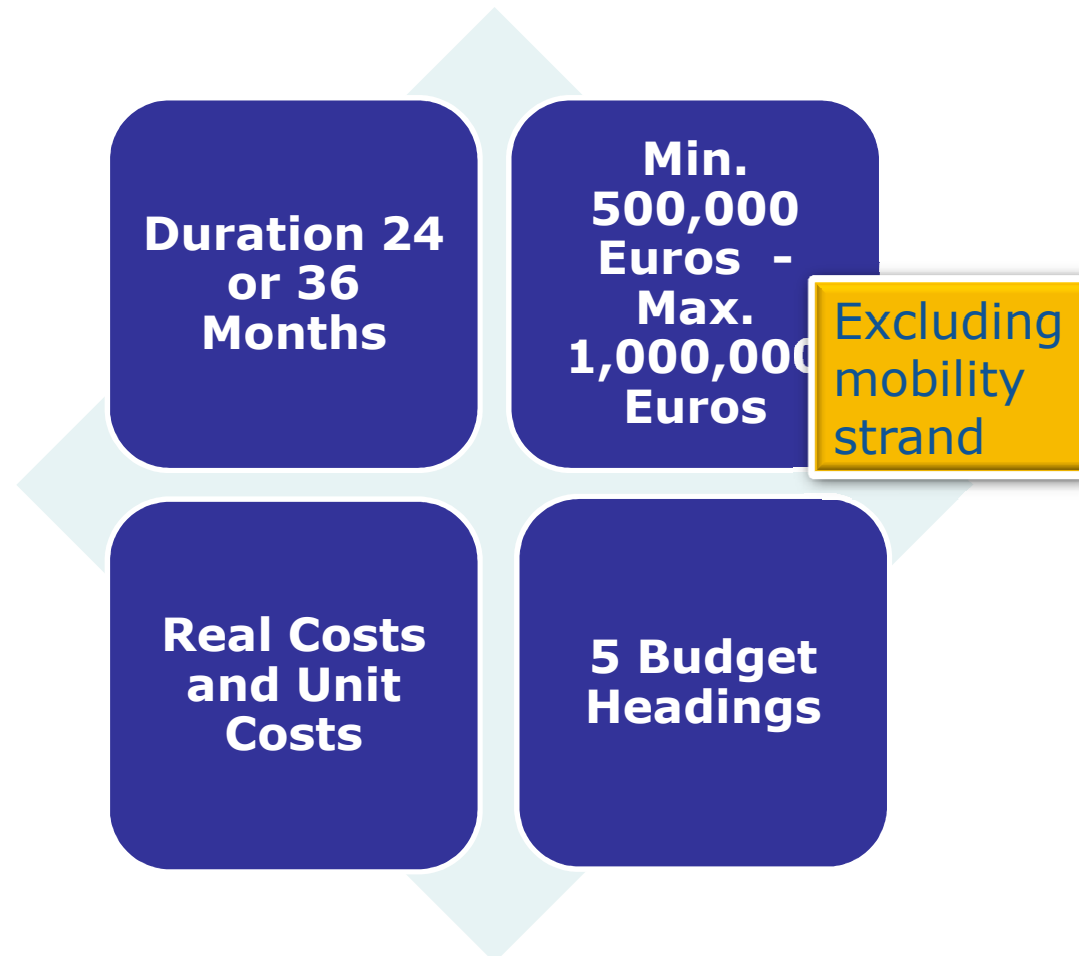 Duration 24
or 36
Months
Min.
500,000
Euros -
Max.
1,000,000
Euros
Excluding
mobility
strand
Real Costs
and Unit
Costs
5 Budget
Headings